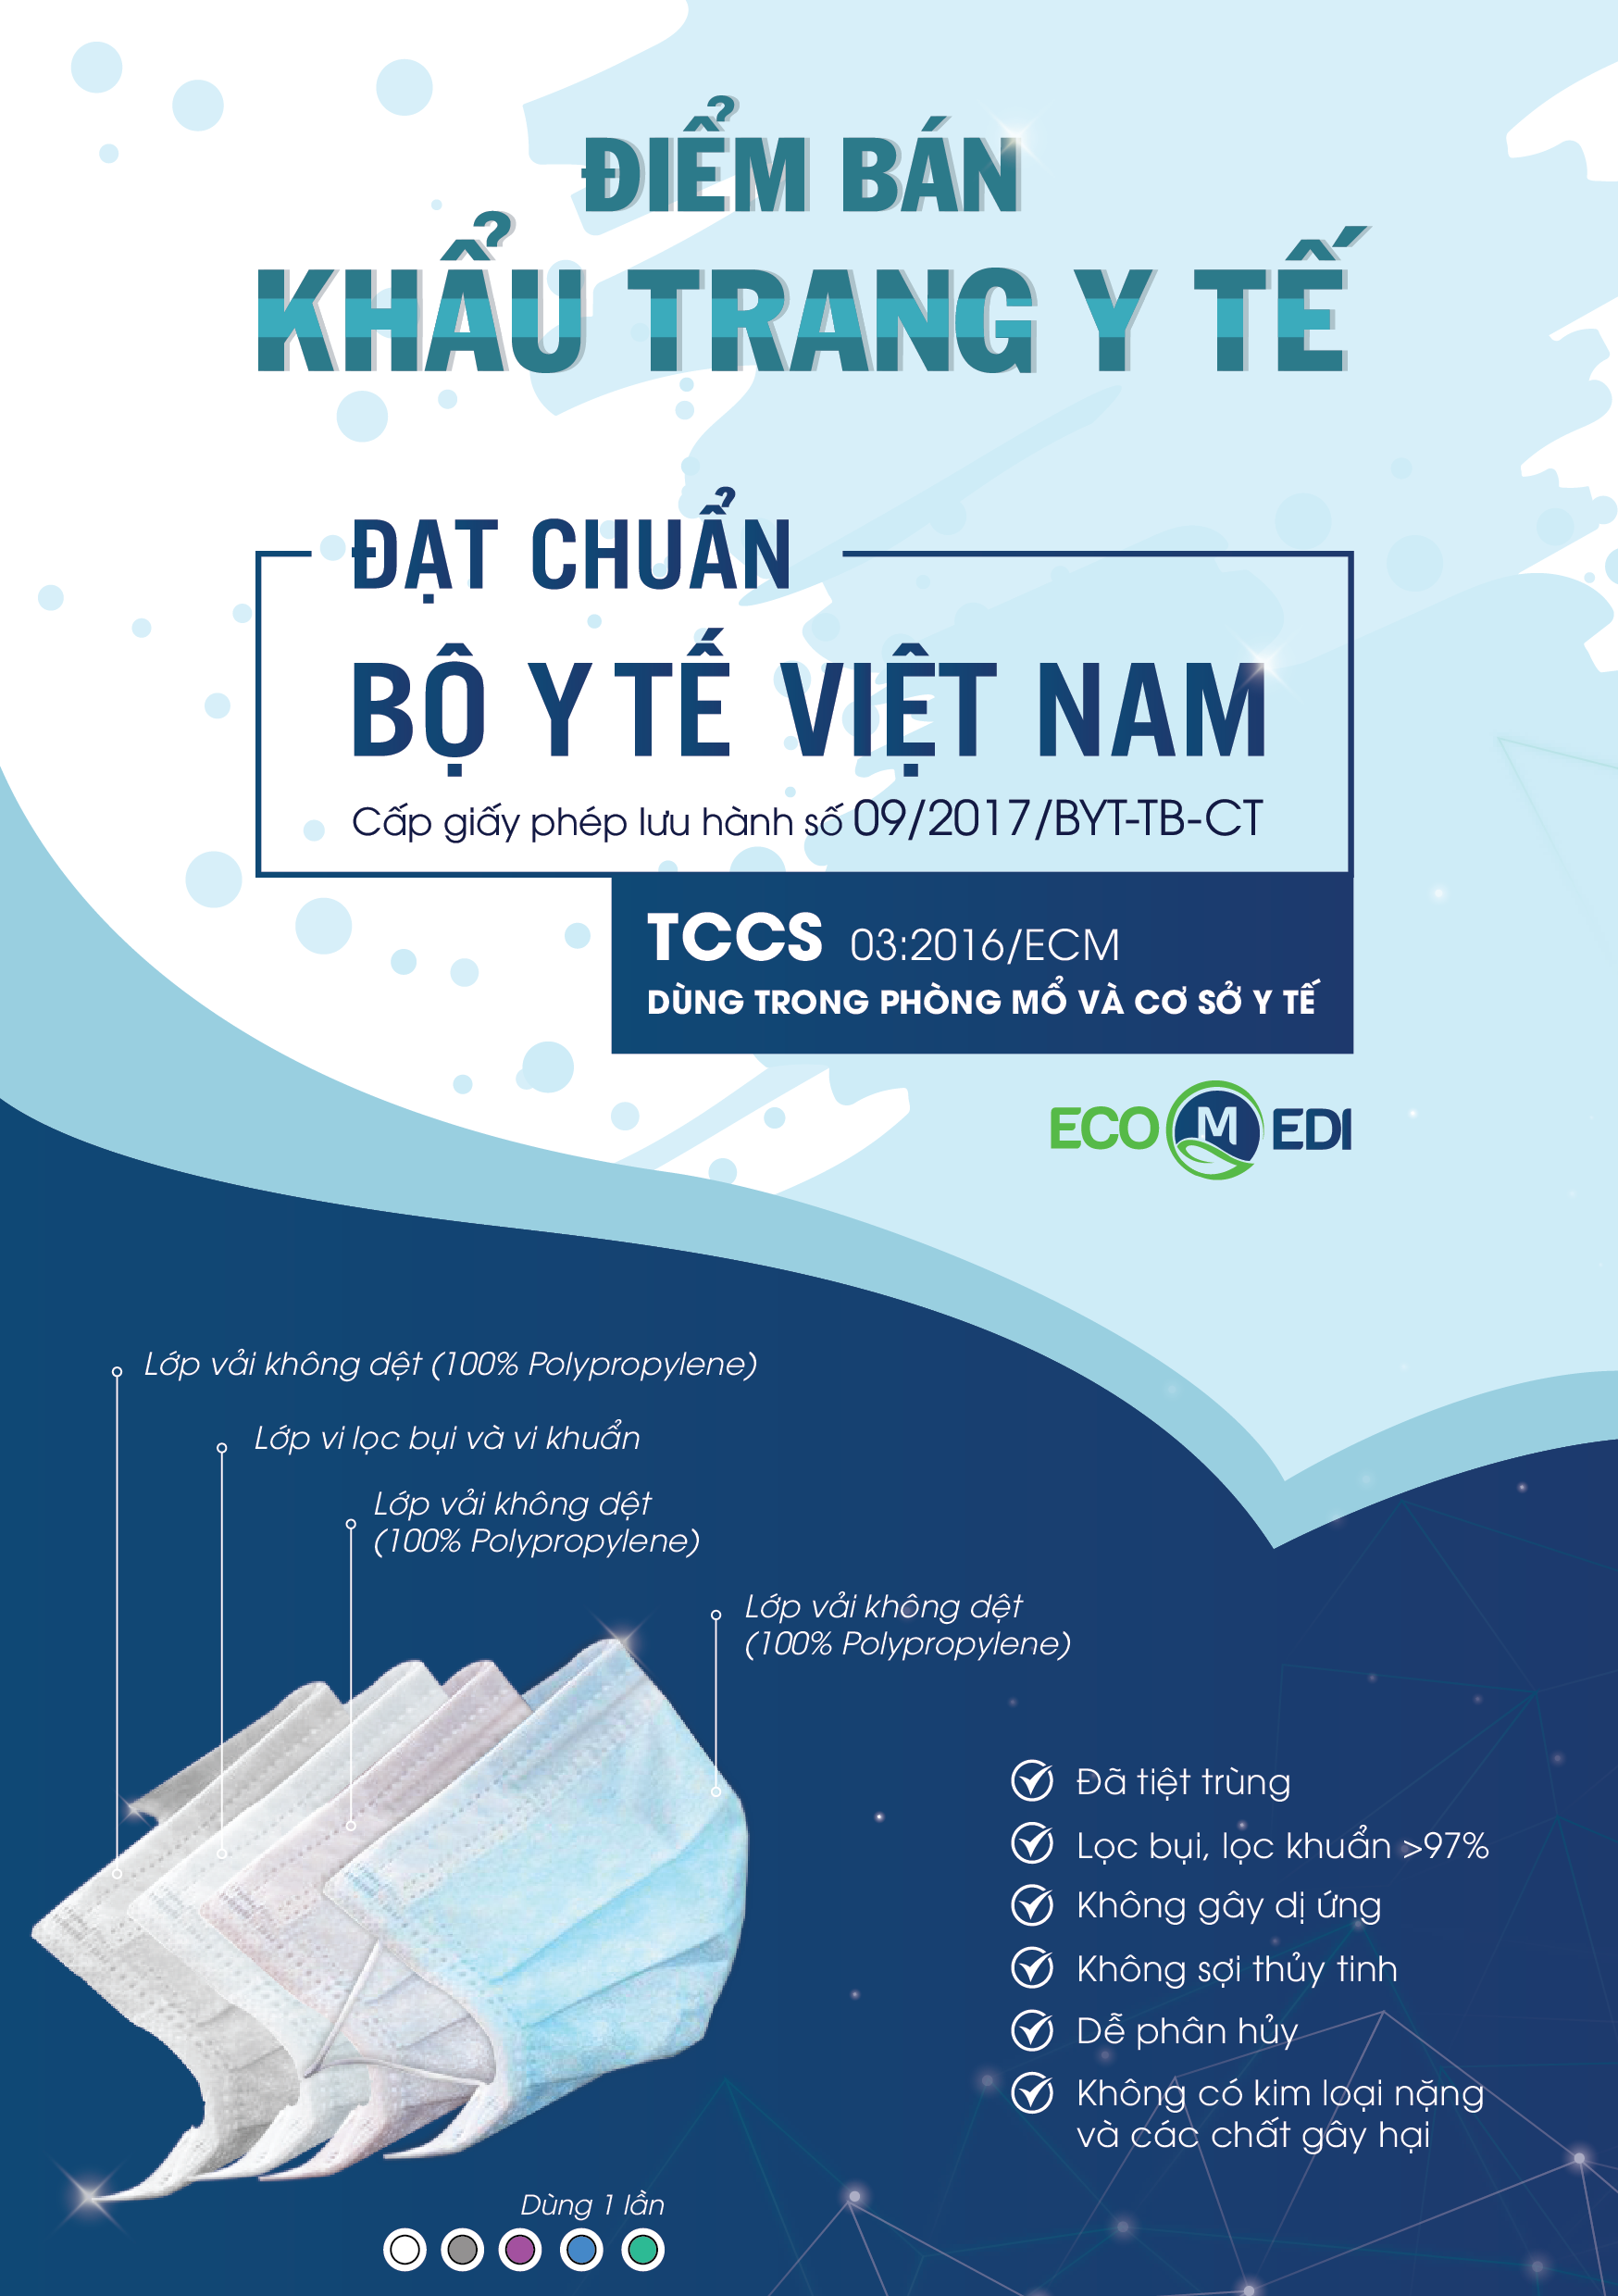 ĐIỂM BÁN
KHẨU TRANG Y TẾ
ĐẠT CHUẨN
BỘ Y TẾ VIỆT NAM
Cấp giấy phép lưu hành số 09/2017/BYT-TB-CT
TCCS 03:2016/ECM
DÙNG TRONG PHÒNG MỔ VÀ CƠ SỞ Y TẾ
ECO M EDI
Lớp vải không dệt (100% Polypropylene)
Lớp vi lọc bụi và vi khuẩn
Lớp vải không dệt
(100% Polypropylene)
Lớp vải không dệt
(100% Polypropylene)
Đã tiệt trùng
Lọc bụi, lọc khuẩn >97%
Không gây dị ứng
Không sợi thủy tinh
Dễ phân hủy
Không có kim loại nặng
và các chất gây hại
Dùng 1 lần